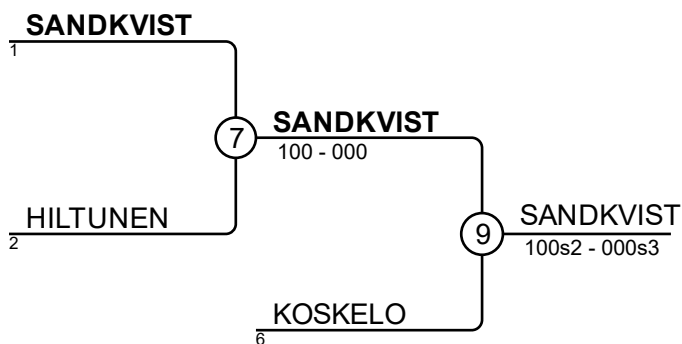 SANDKVIST
1
7
SANDKVIST
100 - 000
HILTUNEN
2
9
SANDKVIST
100s2 - 000s3
KOSKELO
6